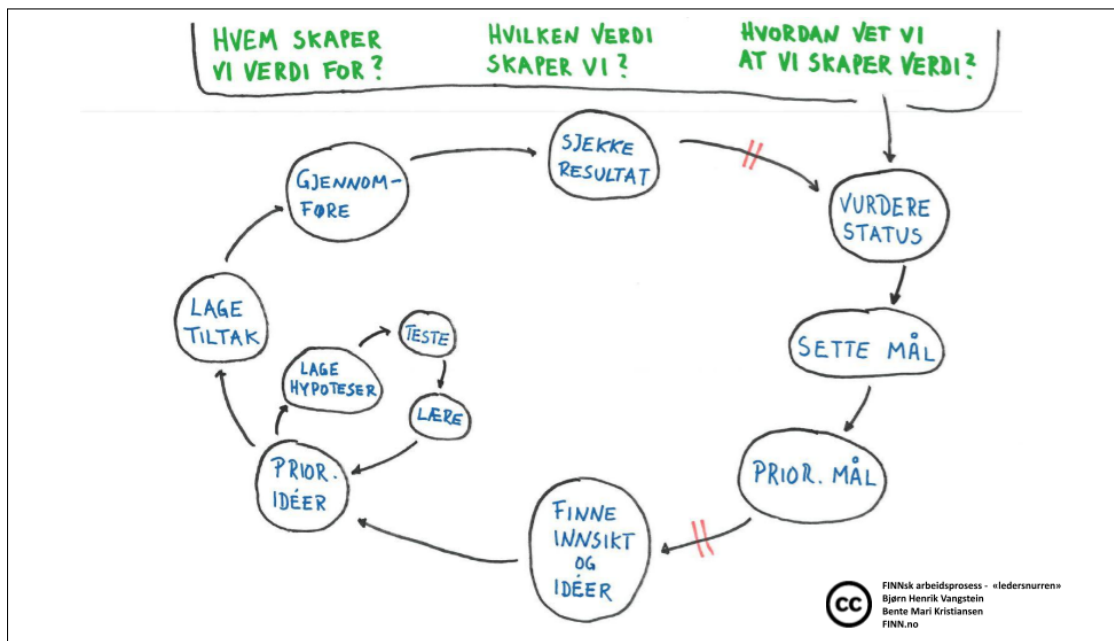 HVEM SKAPER
VI VERDI FOR?
HVILKEN VERDI
SKAPER VI?
HVORDAN VET VI
AT VI SKAPER VERDI?
SJEKKE
RESULTAT
VURDERE
STATUS
SETTE MÅL
PRIOR. MÅL
FINNE
INNSIKT
OG
IDÉER
PRIOR.
IDÉER
LAGE
HYPOTESER
TESTE
LÆRE
LAGE
TILTAK
GJENNOM-
FØRE
cc
FINNsk arbeidsprosess - «ledersnurren»
Bjørn Henrik Vangstein
Bente Mari Kristiansen
FINN.no